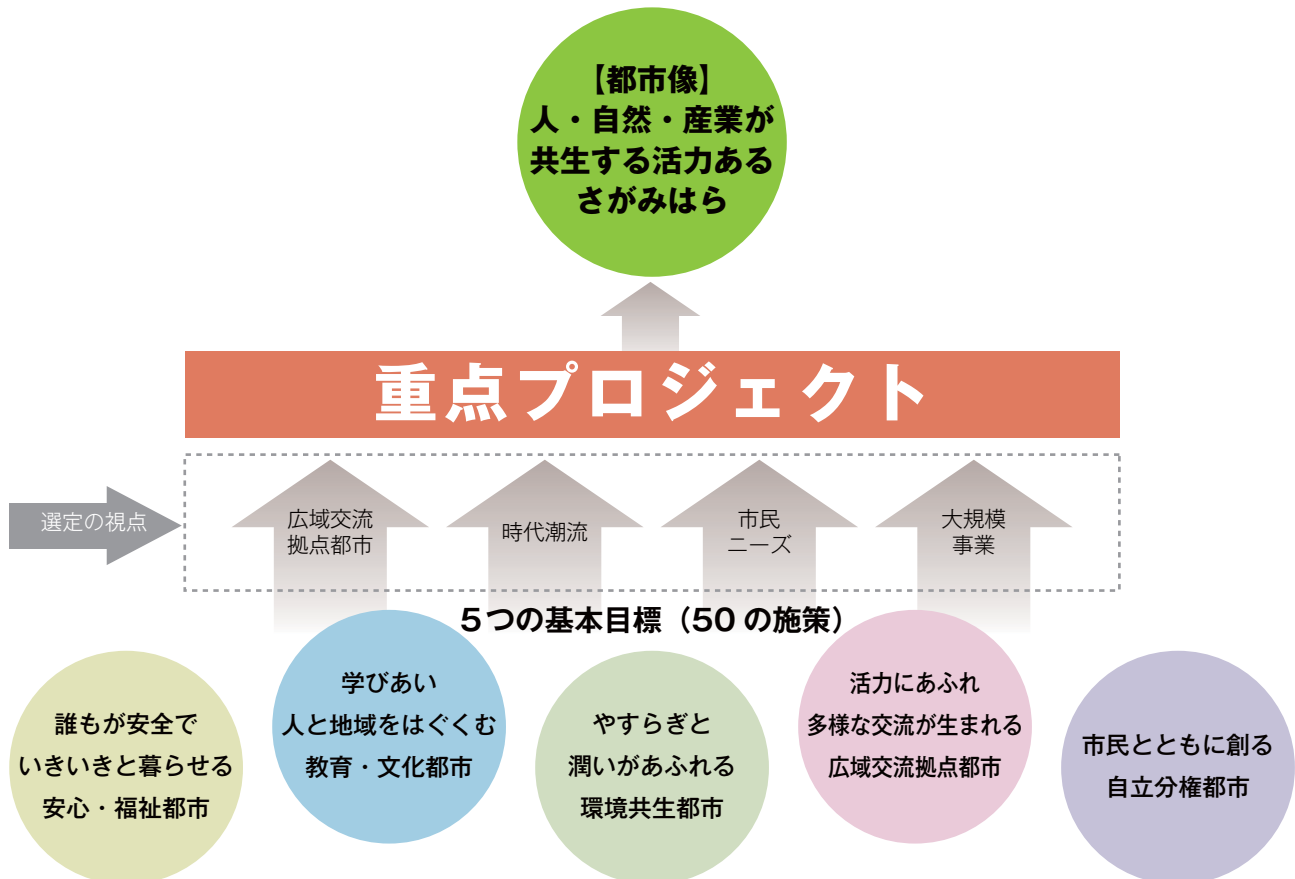 【都市像】
人・自然・産業が
共生する活力ある
さがみはら
重点プロジェクト
選定の視点
広域交流
拠点都市
時代潮流
市民
ニーズ
大規模
事業
5つの基本目標（50の施策）
誰もが安全で
いきいきと暮らせる
安心・福祉都市
学びあい
人と地域をはぐくむ
教育・文化都市
やすらぎと
潤いがあふれる
環境共生都市
活力にあふれ
多様な交流が生まれる
広域交流拠点都市
市民とともに創る
自立分権都市